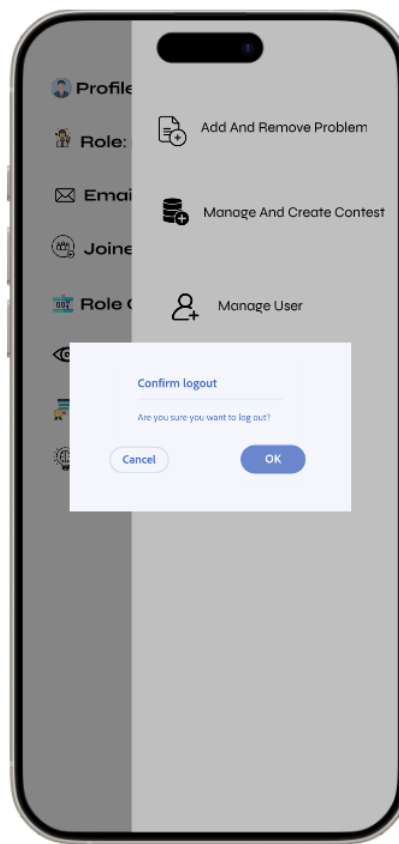 Profile
Role:
Emai
Joine
Role
Add And Remove Problem
Manage And Create Contest
Manage User
Confirm logout
Are you sure you want to log out?
Cancel
OK